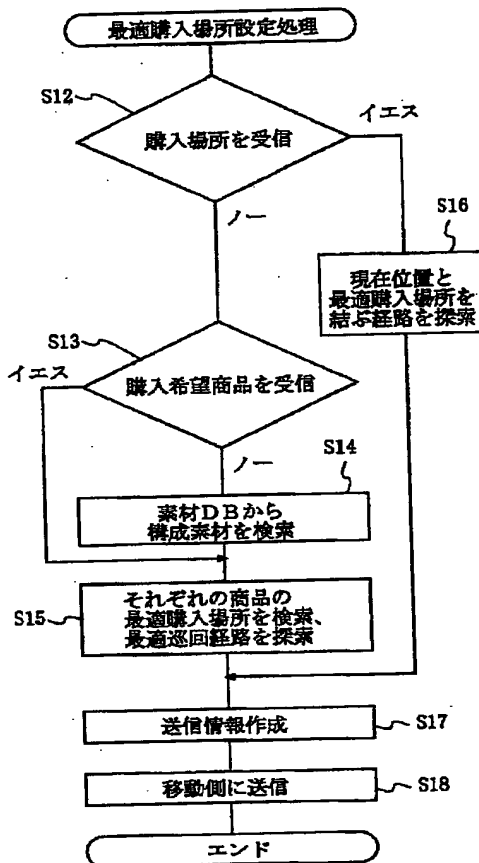 最適購入場所設定処理
S12
購入場所を受信
イエス
ノー
S16
現在位置と
最適購入場所を
結ぶ経路を探索
S13
イエス
購入希望商品を受信
ノー
S14
素材DBから
構成素材を検索
S15
それぞれの商品の
最適購入場所を検索、
最適巡回経路を探索
送信情報作成
S17
移動側に送信
S18
エンド